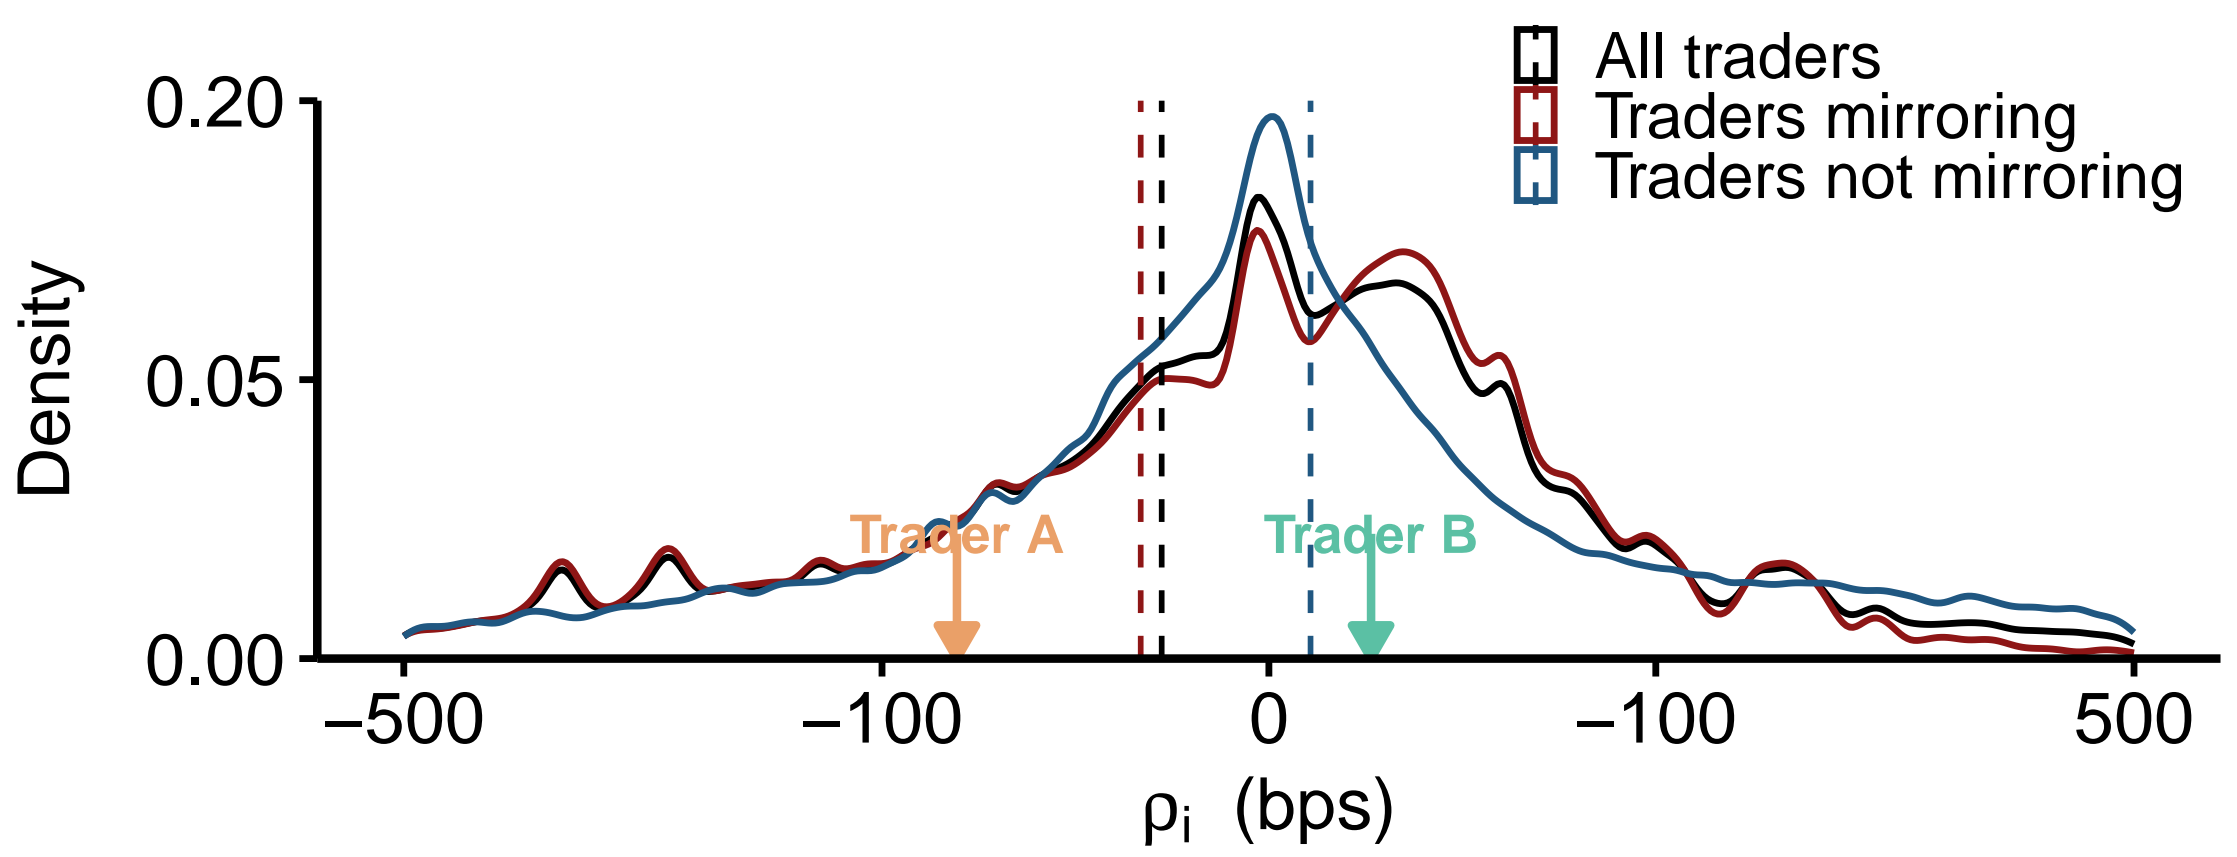 All traders
Traders mirroring
Traders not mirroring
0.20
0.05
0.00
Density
Trader A
Trader B
–500
–100
0
–100
500
ρi (bps)